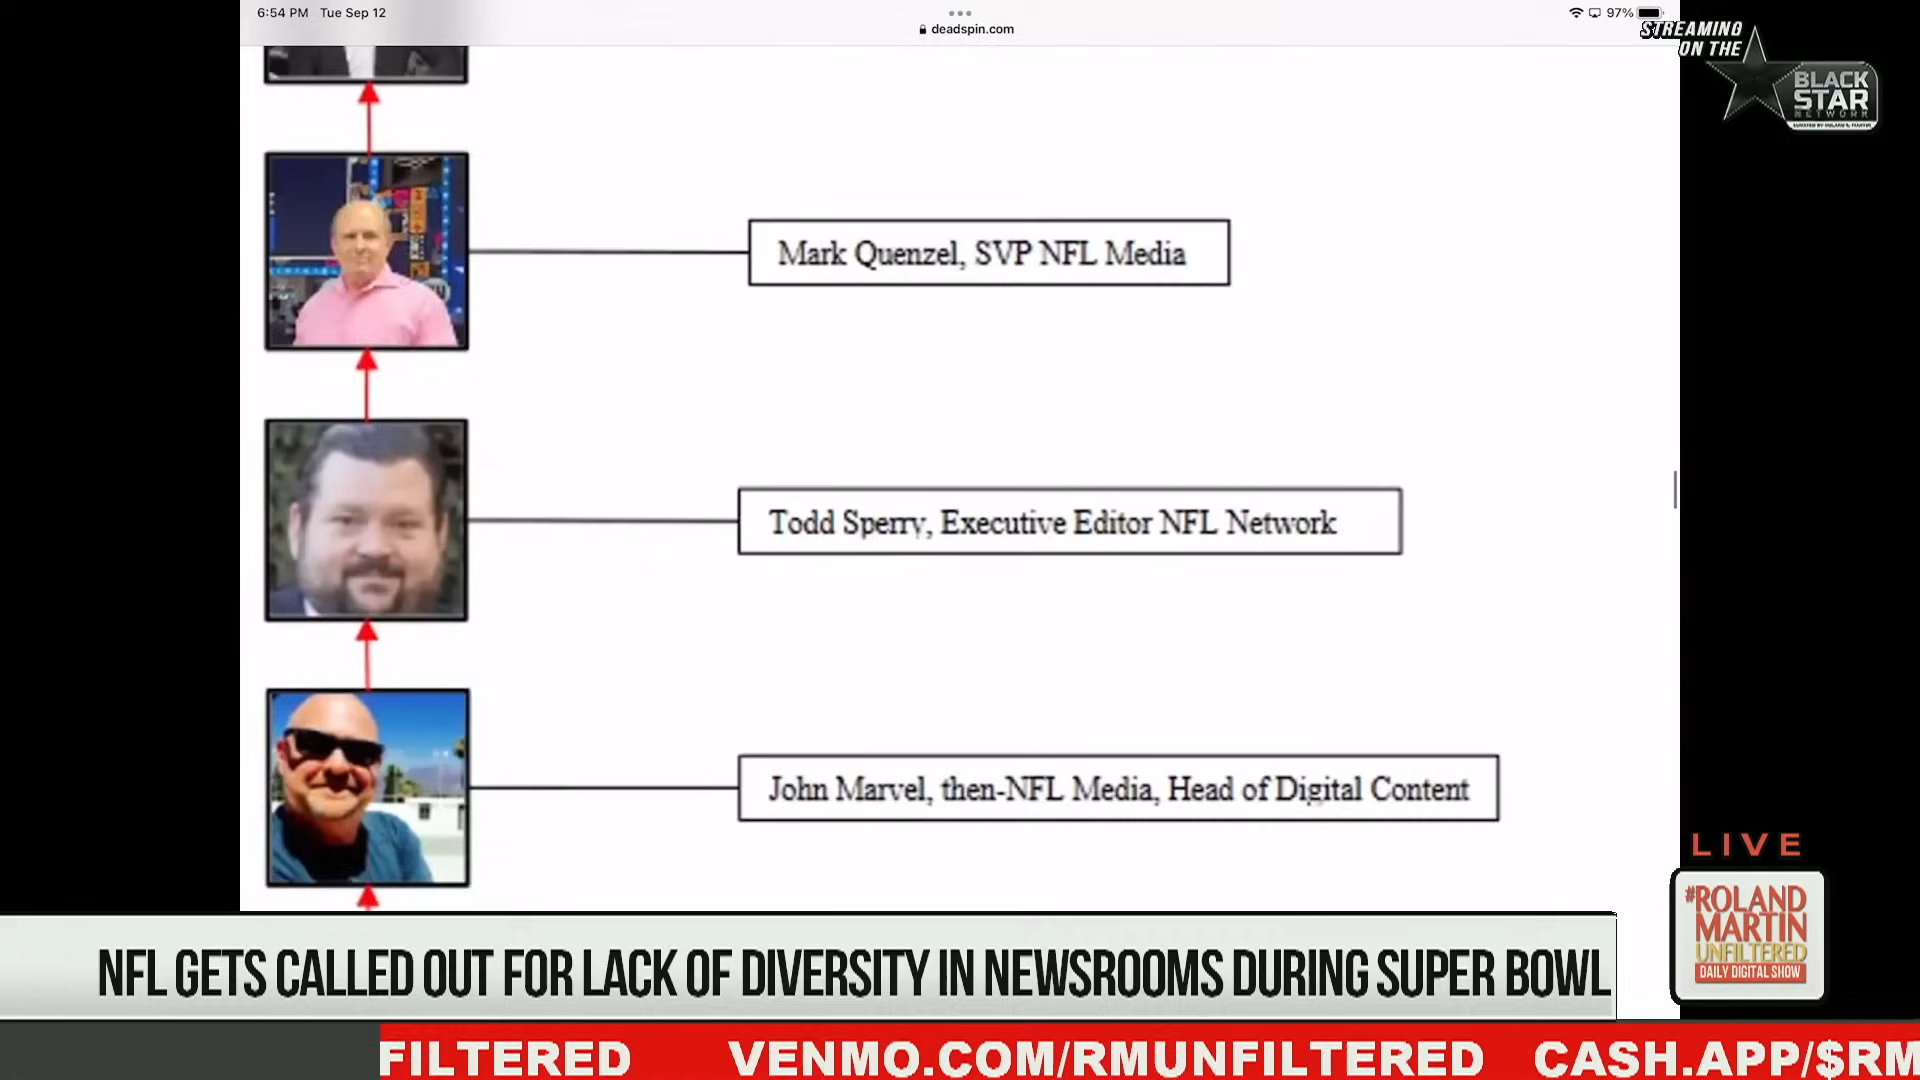 6:54 PM Tue Sep 12
97%
deadspin.com
STREAMING
ON THE
BLACK
STAR
NETWORK
Mark Quenzel, SVP NFL Media
Todd Sperry, Executive Editor NFL Network
John Marvel, then-NFL Media, Head of Digital Content
LIVE
#ROLAND
MARTIN
UNFILTERED
DAILY DIGITAL SHOW
NFL GETS CALLED OUT FOR LACK OF DIVERSITY IN NEWSROOMS DURING SUPER BOWL
FILTERED VENMO.COM/RMUNFILTERED CASH.APP/$RM